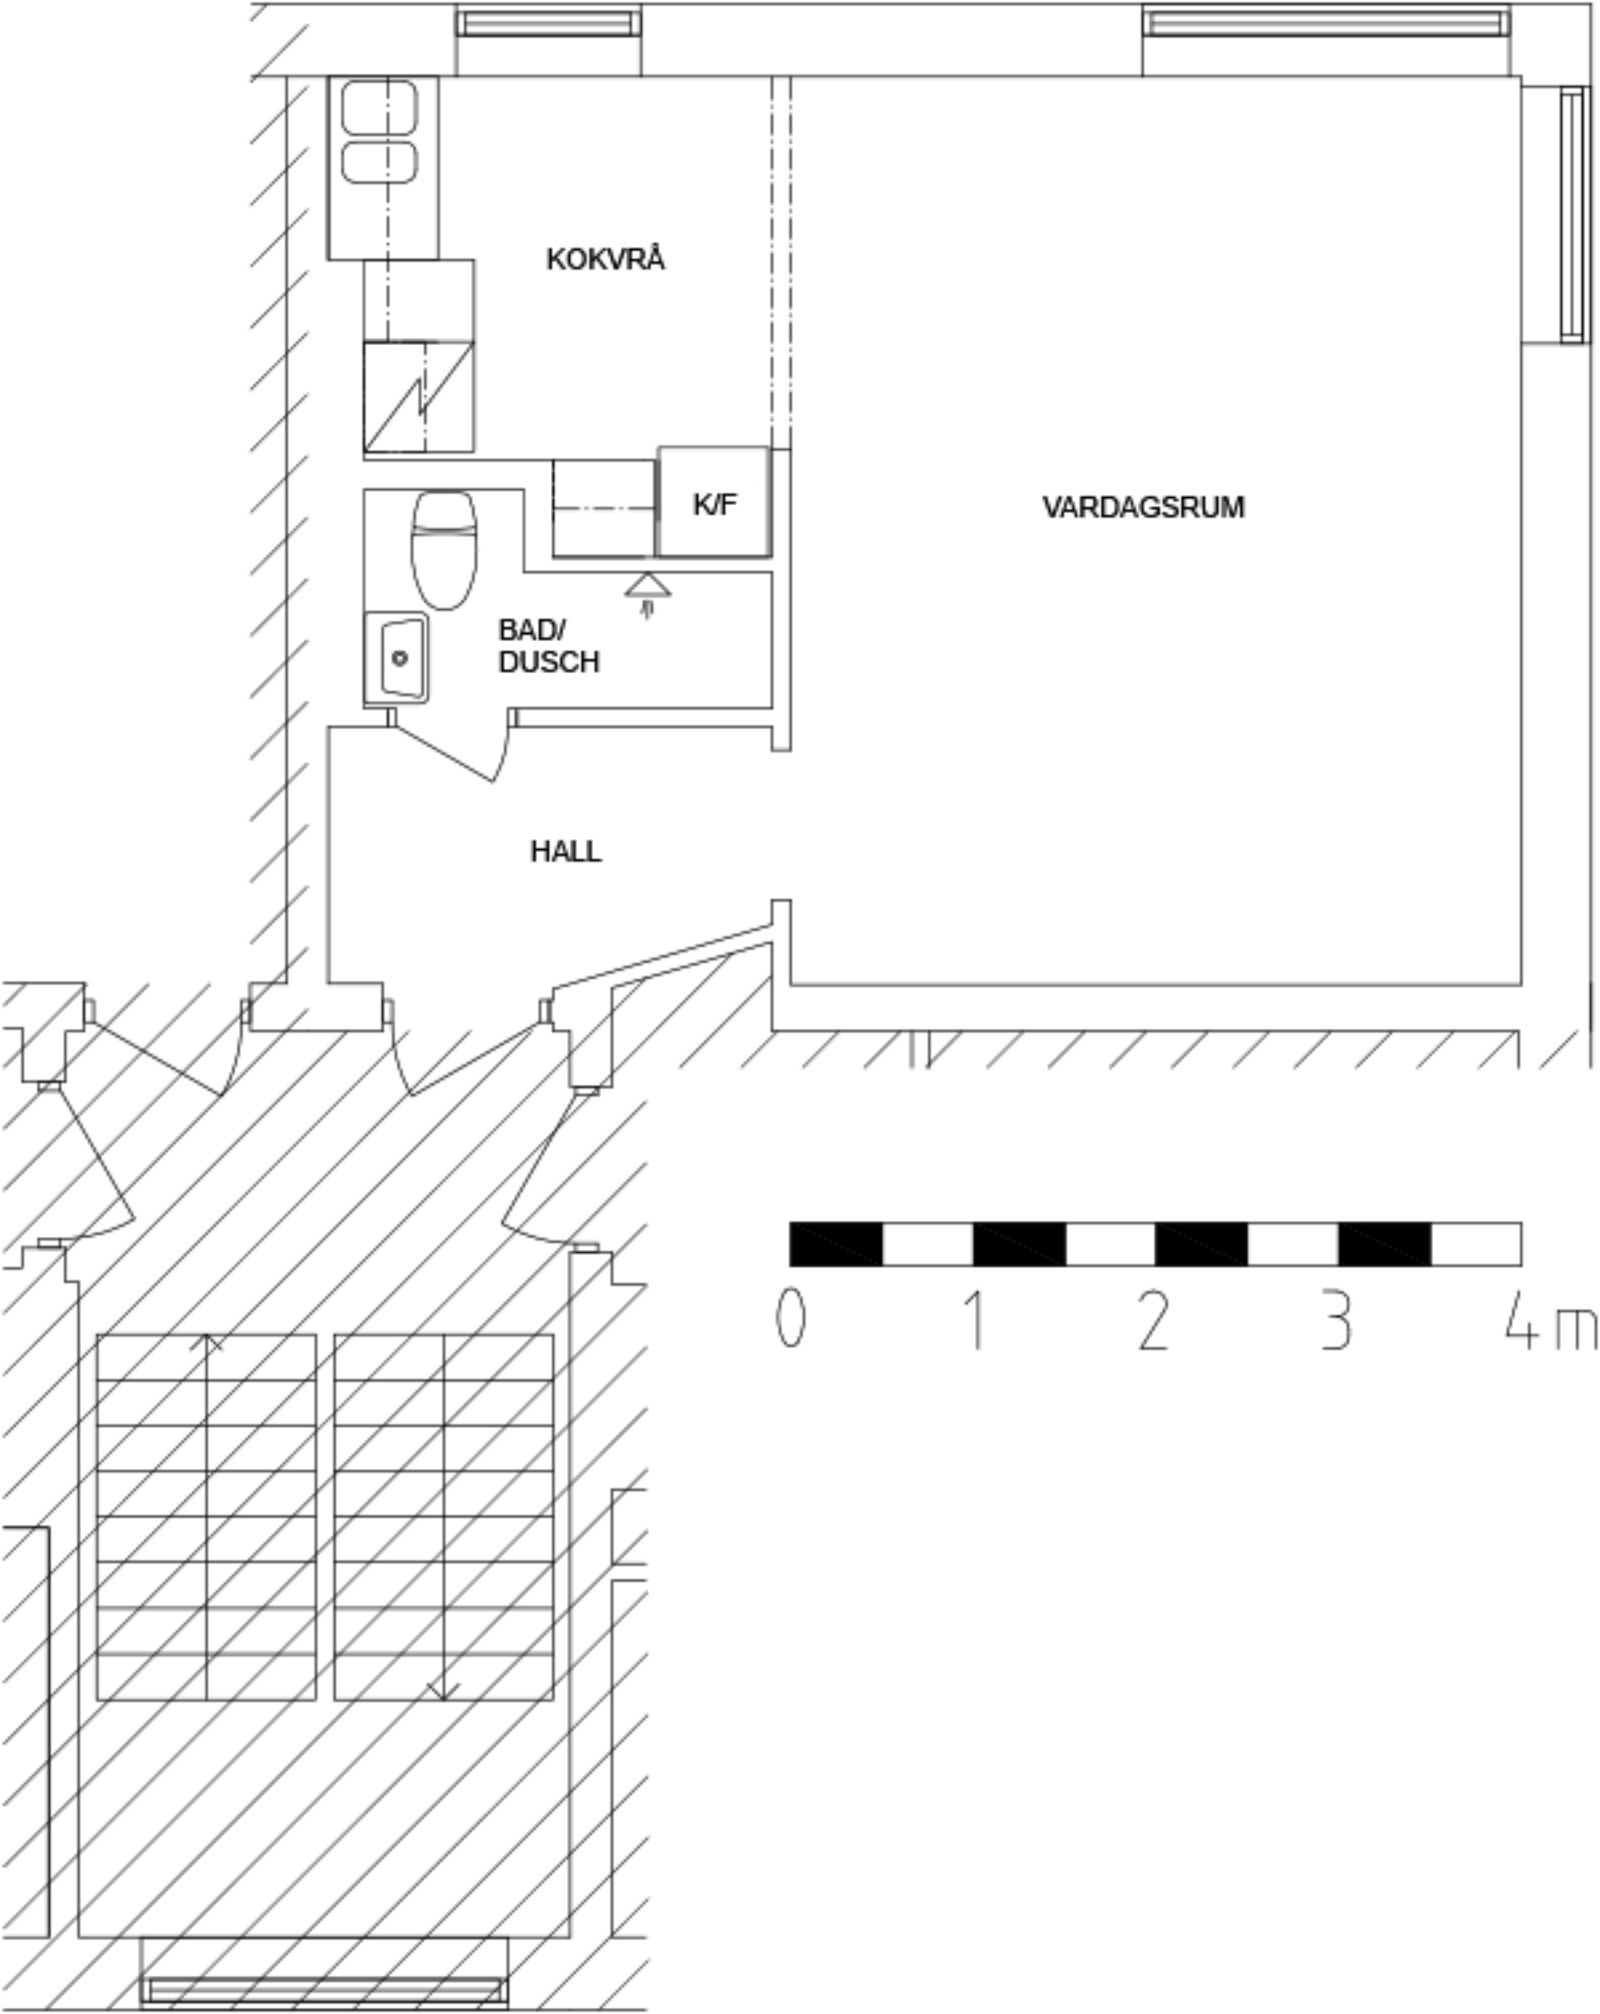 KOKVRÅ
K/F
VARDAGSRUM
BAD/
DUSCH
HALL
0 1 2 3 4m